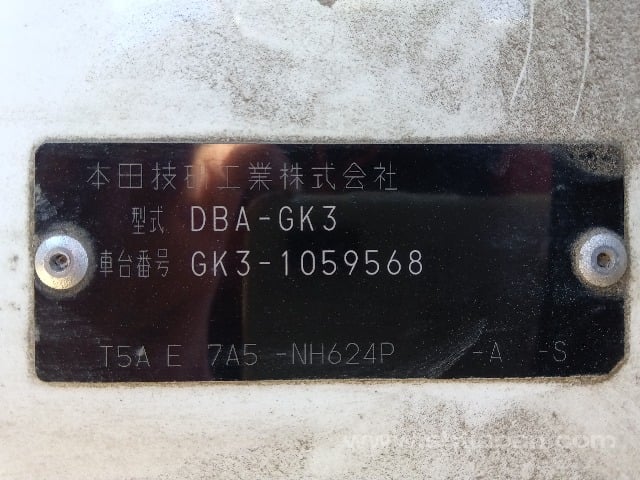 本田技研工業株式会社
型式 DBA-GK3
車台番号 GK3-1059568
T5A E 7A5 -NH624P -A -S